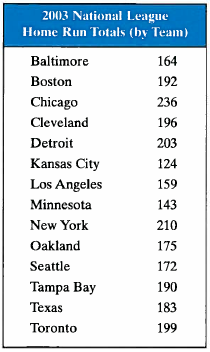 2003 National League
Home Run Totals (by Team)
Baltimore 164
Boston 192
Chicago 236
Cleveland 196
Detroit 203
Kansas City 124
Los Angeles 159
Minnesota 143
New York 210
Oakland 175
Seattle 172
Tampa Bay 190
Texas 183
Toronto 199